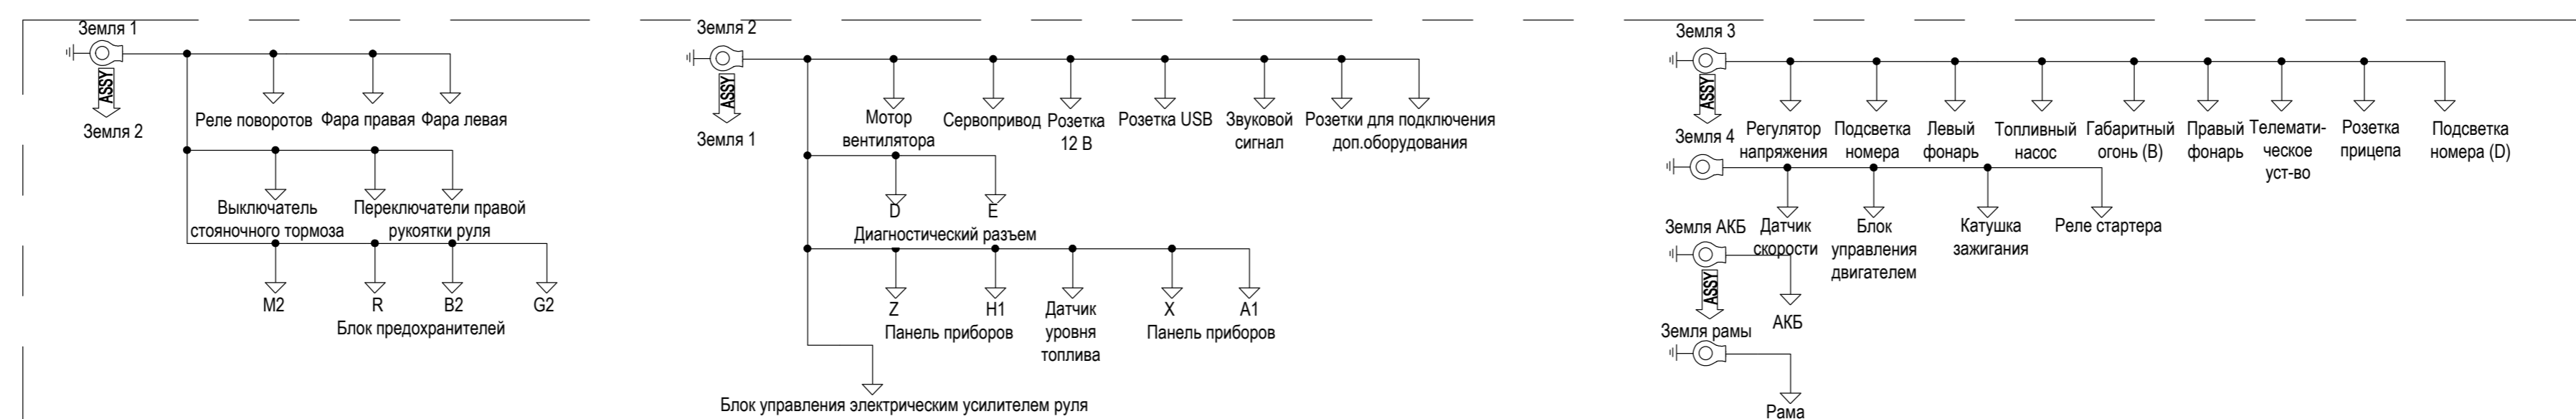 Земля 1
ASSY
Земля 2
Реле поворотов
Фара правая
Фара левая
Выключатель
стояночного тормоза
Переключатели правой
рукоятки руля
M2
R
B2
G2
Блок предохранителей
Земля 2
ASSY
Земля 1
Мотор
вентилятора
Сервопривод
Розетка
12 В
Розетка USB
Звуковой
сигнал
Розетки для подключения
доп.оборудования
D
E
Диагностический разъем
Z
H1
Панель приборов
Датчик
уровня
топлива
X
A1
Панель приборов
Блок управления электрическим усилителем руля
Земля 3
ASSY
Земля 4
Регулятор
напряжения
Подсветка
номера
Левый
фонарь
Топливный
насос
Габаритный
огонь (B)
Правый
фонарь
Телемати-
ческое
уст-во
Розетка
прицепа
Подсветка
номера (D)
Датчик
скорости
Блок
управления
двигателем
Катушка
зажигания
Реле стартера
Земля АКБ
ASSY
АКБ
Земля рамы
Рама